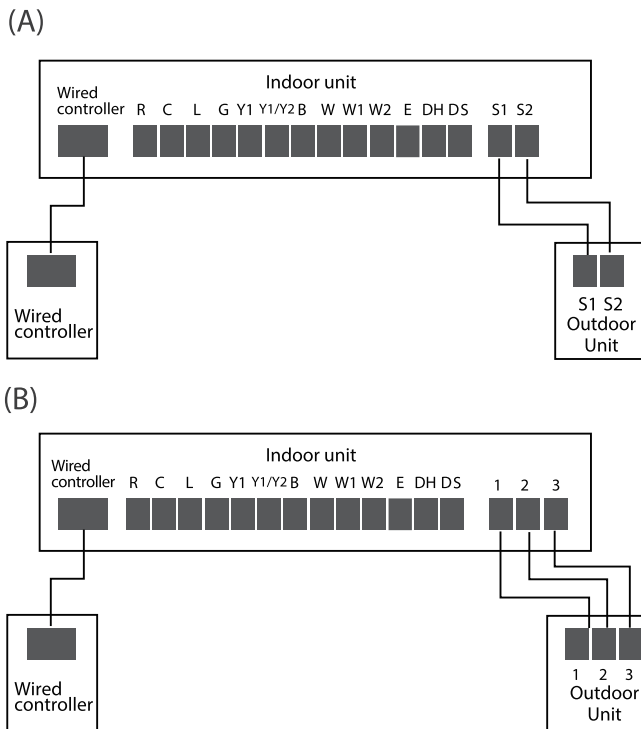 (A)
Indoor unit
Wired
controller
R C L G Y1 Y1/Y2 B W W1 W2 E DH DS S1 S2
Wired
controller
S1 S2
Outdoor
Unit
(B)
Indoor unit
Wired
controller
R C L G Y1 Y1/Y2 B W W1 W2 E DH DS 1 2 3
Wired
controller
1 2 3
Outdoor
Unit